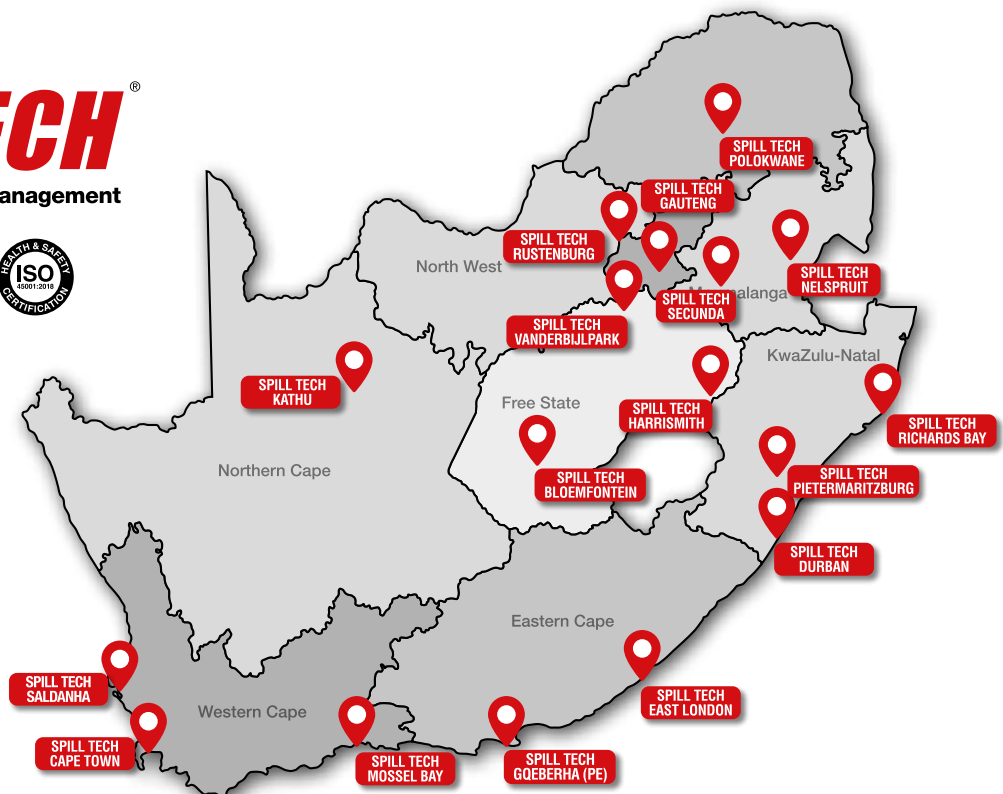 ECH®
anagement
HEALTH & SAFETY
ISO
45001:2018
CERTIFICATION
SPILL TECH
POLOKWANE
SPILL TECH
GAUTENG
SPILL TECH
RUSTENBURG
North West
SPILL TECH
NELSPRUIT
SPILL TECH
SECUNDA
SPILL TECH
VANDERBIJLPARK
KwaZulu-Natal
SPILL TECH
KATHU
Free State
SPILL TECH
HARRISMITH
SPILL TECH
RICHARDS BAY
Northern Cape
SPILL TECH
BLOEMFONTEIN
SPILL TECH
PIETERMARITZBURG
SPILL TECH
DURBAN
Eastern Cape
SPILL TECH
SALDANHA
Western Cape
SPILL TECH
EAST LONDON
SPILL TECH
CAPE TOWN
SPILL TECH
MOSSEL BAY
SPILL TECH
GQEBERHA (PE)